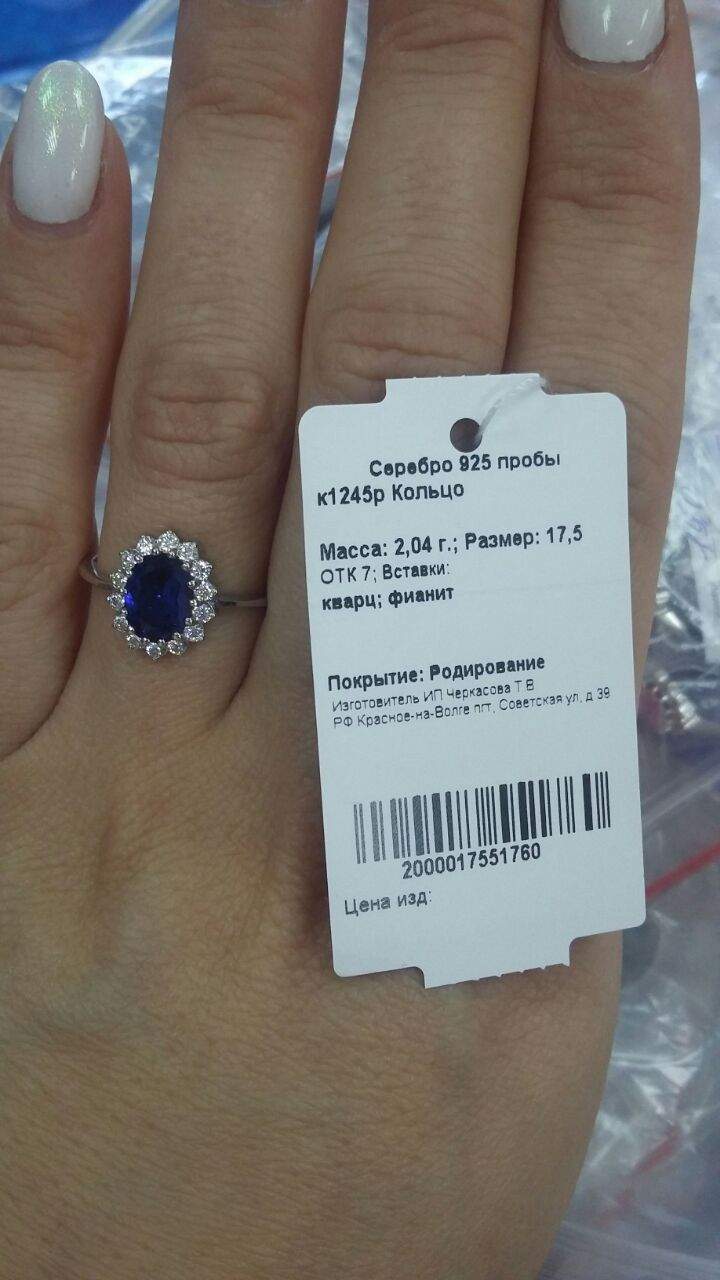 Серебро 925 пробы
к1245р Кольцо
Масса: 2,04 г.; Размер: 17,5
ОТК 7; Вставки:
кварц; фианит
Покрытие: Родирование
Изготовитель ИП Черкасова Т В
РФ Красное-на-Волге пгт, Советская ул, д 39
2000017551760
Цена изд: